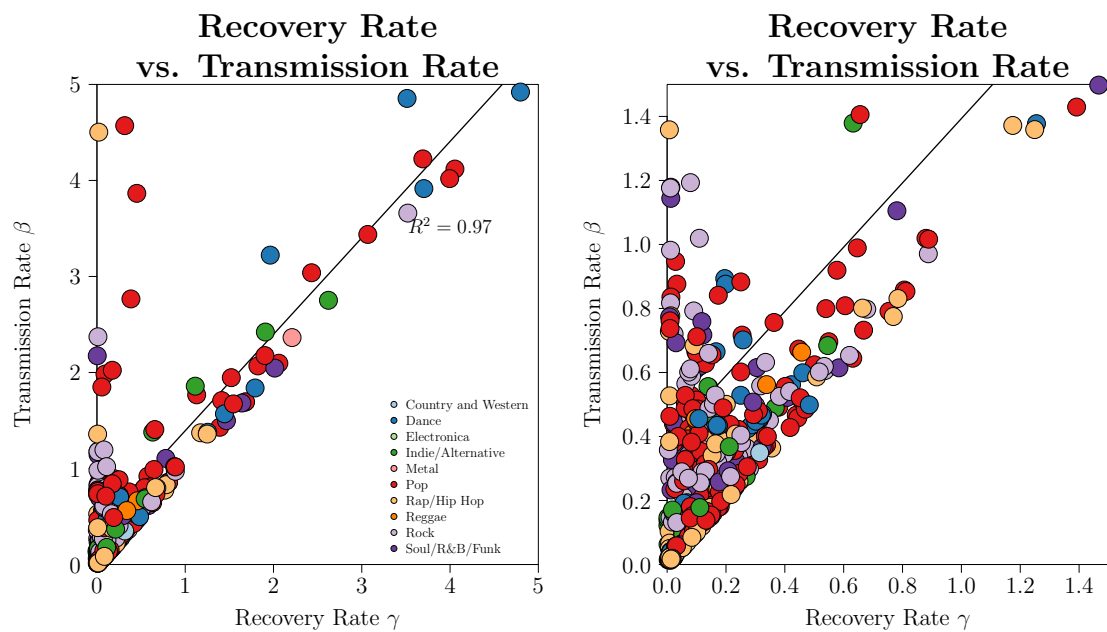 Recovery Rate
vs. Transmission Rate
5
4
3
2
1
0
Transmission Rate β
R² = 0.97
Country and Western
Dance
Electronica
Indie/Alternative
Metal
Pop
Rap/Hip Hop
Reggae
Rock
Soul/R&B/Funk
0 1 2 3 4 5
Recovery Rate γ
Recovery Rate
vs. Transmission Rate
1.4
1.2
1.0
0.8
0.6
0.4
0.2
0.0
Transmission Rate β
0.0 0.2 0.4 0.6 0.8 1.0 1.2 1.4
Recovery Rate γ